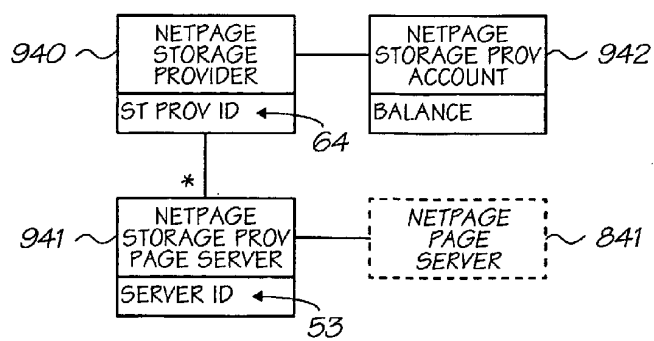 940
NETPAGE
STORAGE
PROVIDER
ST PROV ID
64
NETPAGE
STORAGE PROV
ACCOUNT
BALANCE
942
*
941
NETPAGE
STORAGE PROV
PAGE SERVER
SERVER ID
53
NETPAGE
PAGE
SERVER
841